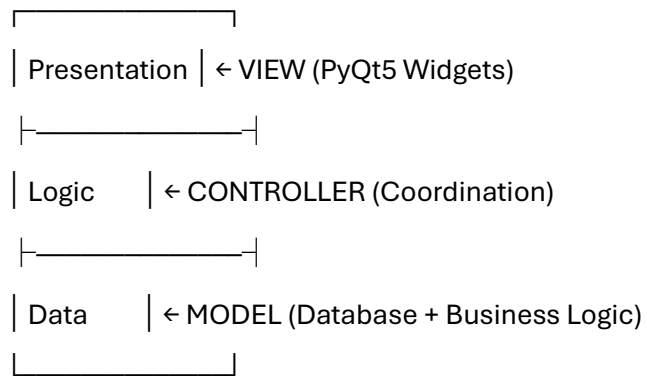 ┌─────────────┐
│ Presentation │ ← VIEW (PyQt5 Widgets)
├─────────────┤
│ Logic │ ← CONTROLLER (Coordination)
├─────────────┤
│ Data │ ← MODEL (Database + Business Logic)
└─────────────┘